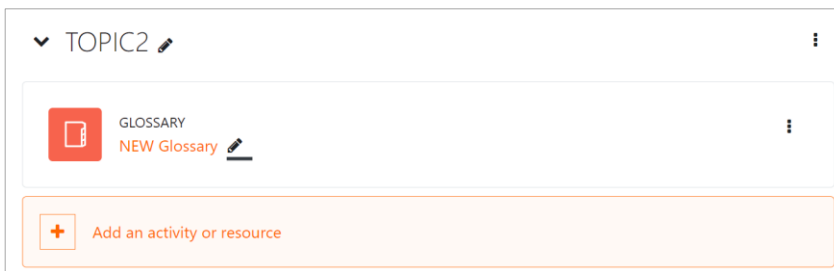 TOPIC2
GLOSSARY
NEW Glossary
Add an activity or resource